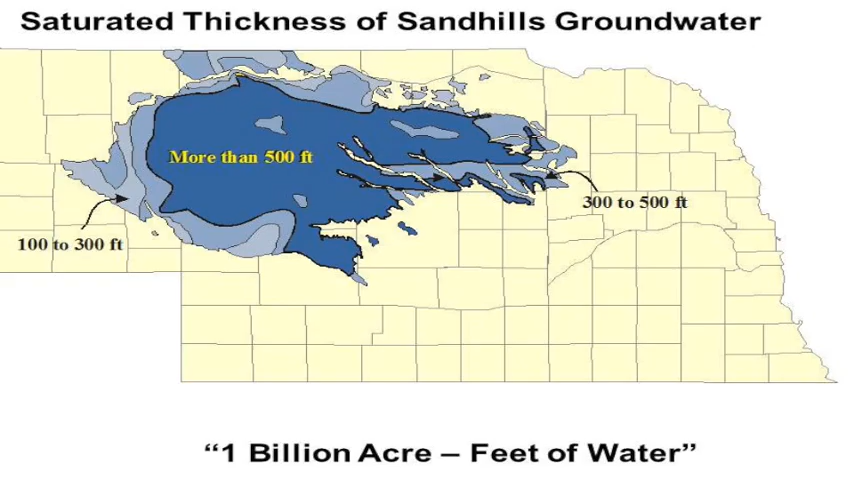 Saturated Thickness of Sandhills Groundwater
More than 500 ft
300 to 500 ft
100 to 300 ft
“1 Billion Acre – Feet of Water”